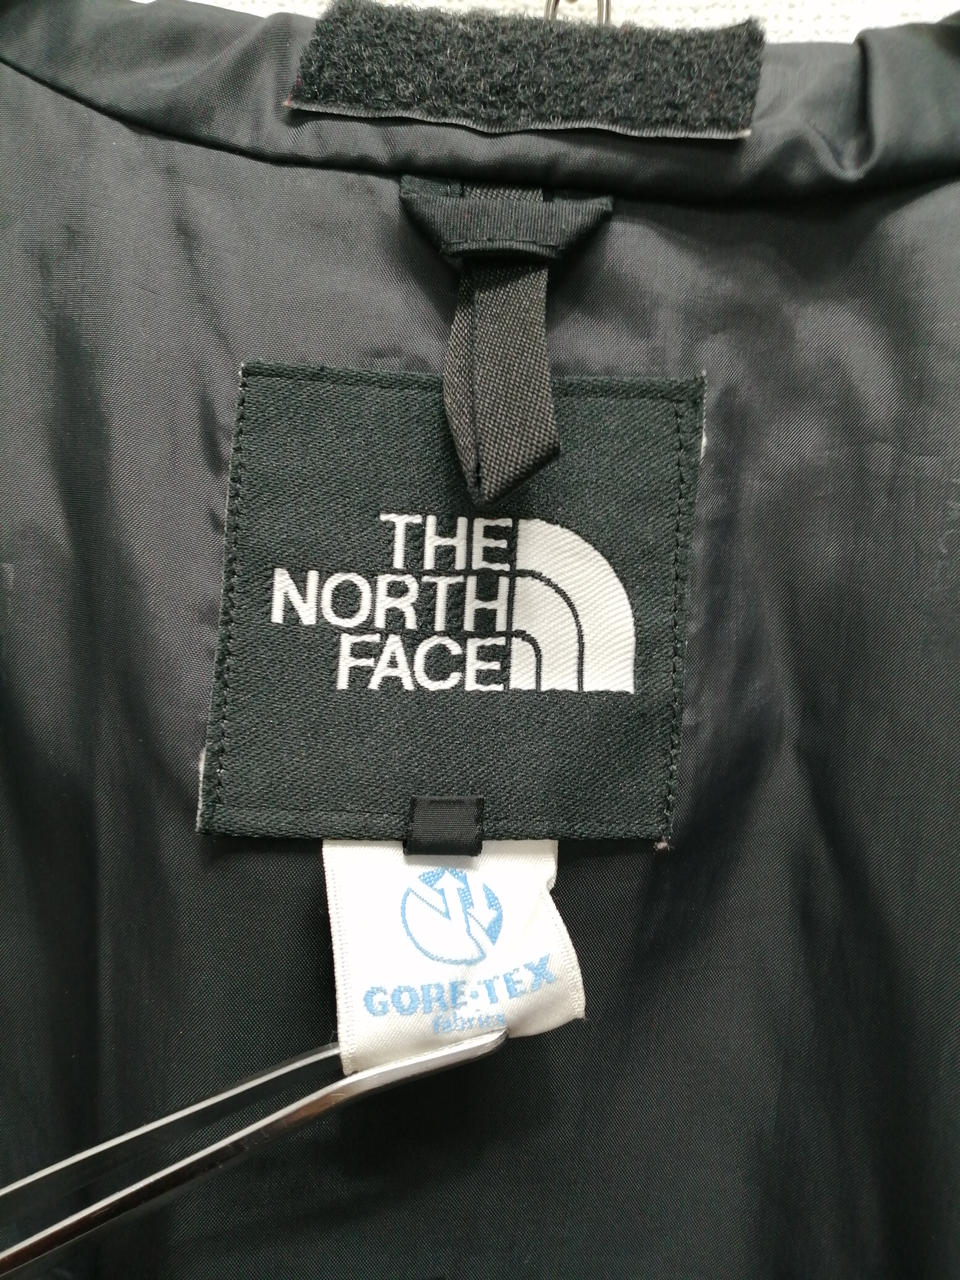 THE
NORTH
FACE
GORE-TEX
fabrics